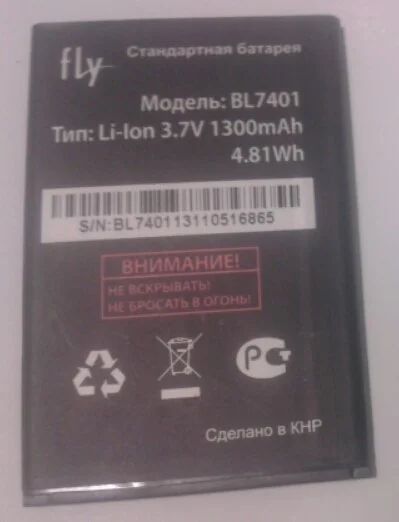 fly
Стандартная батарея
Модель: BL7401
Тип: Li-Ion 3.7V 1300mAh
4.81Wh
S/N:BL740113110516865
ВНИМАНИЕ!
НЕ ВСКРЫВАТЬ!
НЕ БРОСАТЬ В ОГОНЬ!
Сделано в КНР